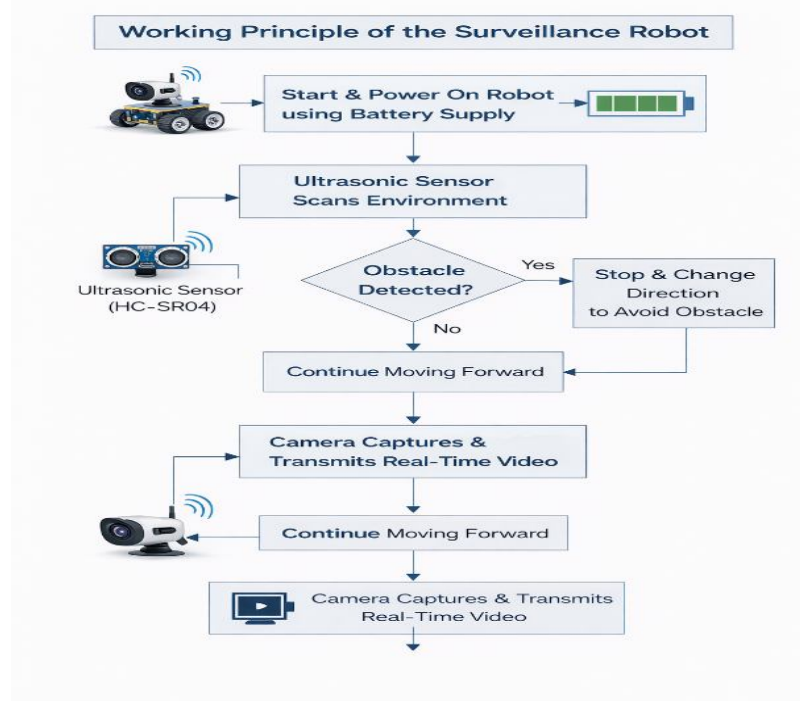 Working Principle of the Surveillance Robot
Start & Power On Robot
using Battery Supply
Ultrasonic Sensor
Scans Environment
Ultrasonic Sensor
(HC-SR04)
Obstacle
Detected?
Yes
Stop & Change
Direction
to Avoid Obstacle
No
Continue Moving Forward
Camera Captures &
Transmits Real-Time Video
Continue Moving Forward
Camera Captures & Transmits
Real-Time Video